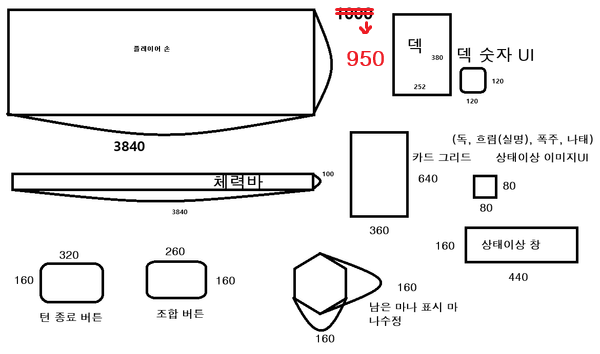 플레이어 손
3840
1000
950
덱
380
252
덱 숫자 UI
120
120
체력바
100
3840
카드 그리드
640
360
(독, 흐림(실명), 폭주, 나태)
상태이상 이미지UI
80
80
상태이상 창
160
440
320
160
턴 종료 버튼
260
160
조합 버튼
160
160
남은 마나 표시 마
나수정